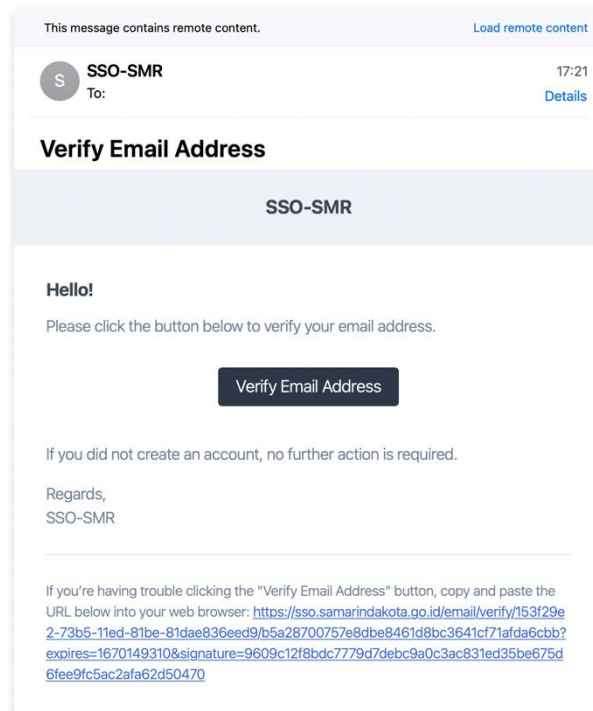 This message contains remote content.
Load remote content
S
SSO-SMR
17:21
To:
Details
Verify Email Address
SSO-SMR
Hello!
Please click the button below to verify your email address.
Verify Email Address
If you did not create an account, no further action is required.
Regards,
SSO-SMR
If you’re having trouble clicking the "Verify Email Address" button, copy and paste the
URL below into your web browser: https://sso.samarindakota.go.id/email/verify/153f29e
2-73b5-11ed-81be-81dae836eed9/b5a28700757e8dbe8461d8bc3641cf71afda6cbb?
expires=1670149310&signature=9609c12f8bdc7779d7debc9a0c3ac831ed35be675d
6fee9fc5ac2afa62d50470